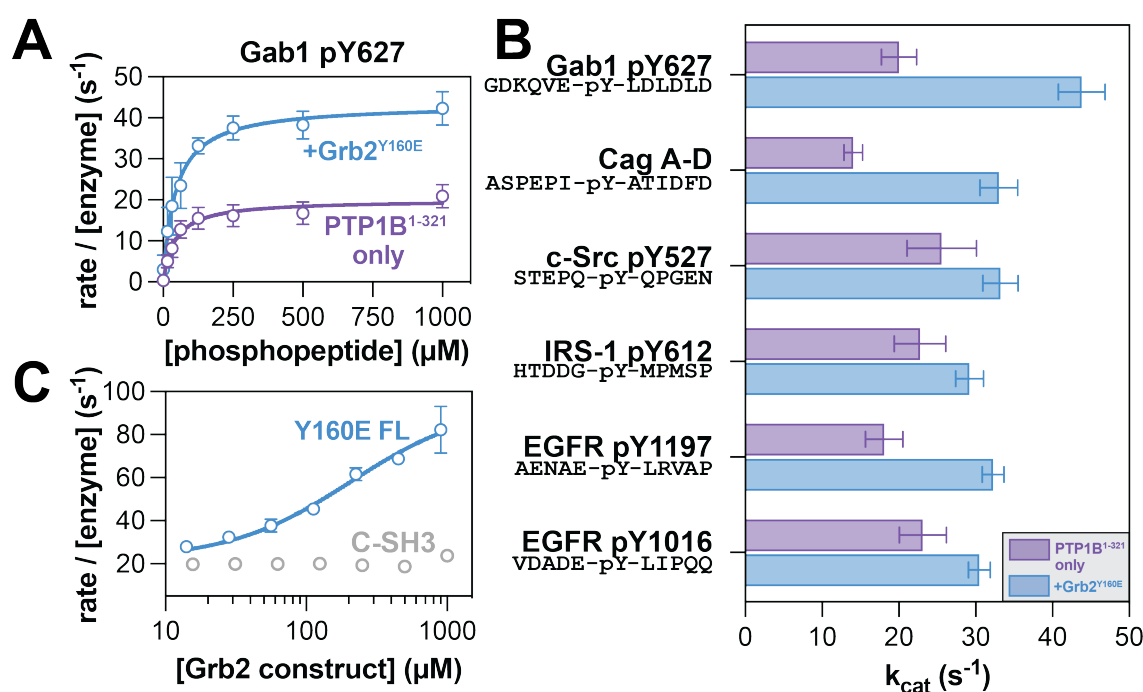 A
Gab1 pY627
rate / [enzyme] (s⁻¹)
50
40
30
20
10
0
+Grb2ʸ¹⁶⁰ᴱ
PTP1B¹⁻³²¹
only
0 250 500 750 1000
[phosphopeptide] (µM)
B
Gab1 pY627
GDKQVE-pY-LDLDLD
Cag A-D
ASPEPI-pY-ATIDFD
c-Src pY527
STEPQ-pY-QPGEN
IRS-1 pY612
HTDDG-pY-MPMSP
EGFR pY1197
AENAE-pY-LRVAP
EGFR pY1016
VDADE-pY-LIPQQ
PTP1B¹⁻³²¹
only
+Grb2ʸ¹⁶⁰ᴱ
0 10 20 30 40 50
kcat (s⁻¹)
C
rate / [enzyme] (s⁻¹)
100
80
60
40
20
Y160E FL
C-SH3
10 100 1000
[Grb2 construct] (µM)